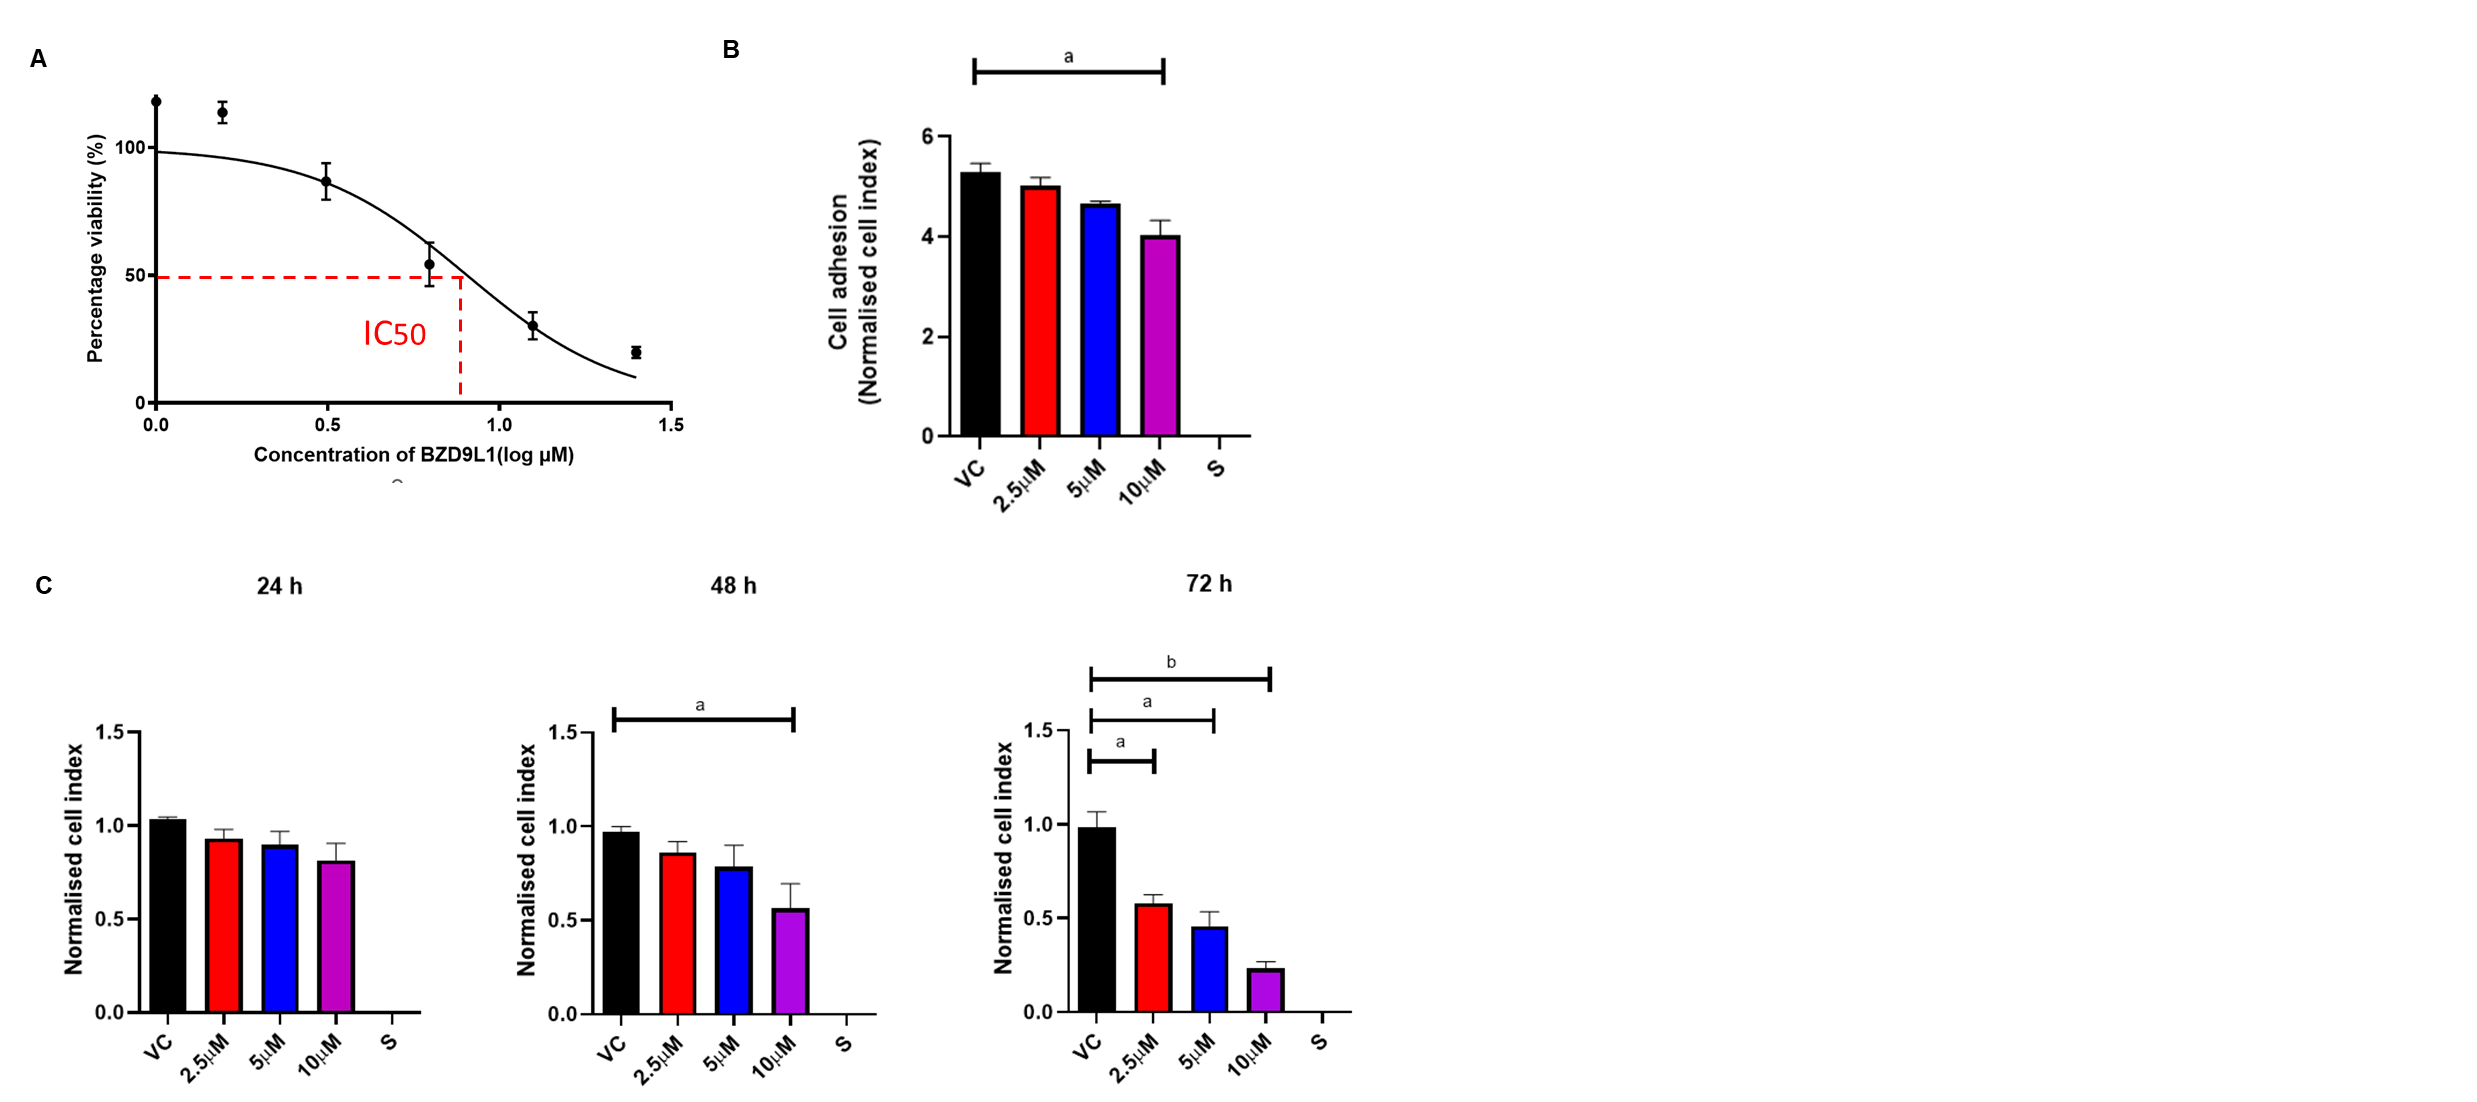 A
Percentage viability (%)
100
50
0
IC50
0.0
0.5
1.0
1.5
Concentration of BZD9L1(log µM)
B
a
Cell adhesion
(Normalised cell index)
6
4
2
0
VC
2.5µM
5µM
10µM
S
C
24 h
Normalised cell index
1.5
1.0
0.5
0.0
VC
2.5µM
5µM
10µM
S
48 h
a
Normalised cell index
1.5
1.0
0.5
0.0
VC
2.5µM
5µM
10µM
S
72 h
b
a
a
Normalised cell index
1.5
1.0
0.5
0.0
VC
2.5µM
5µM
10µM
S